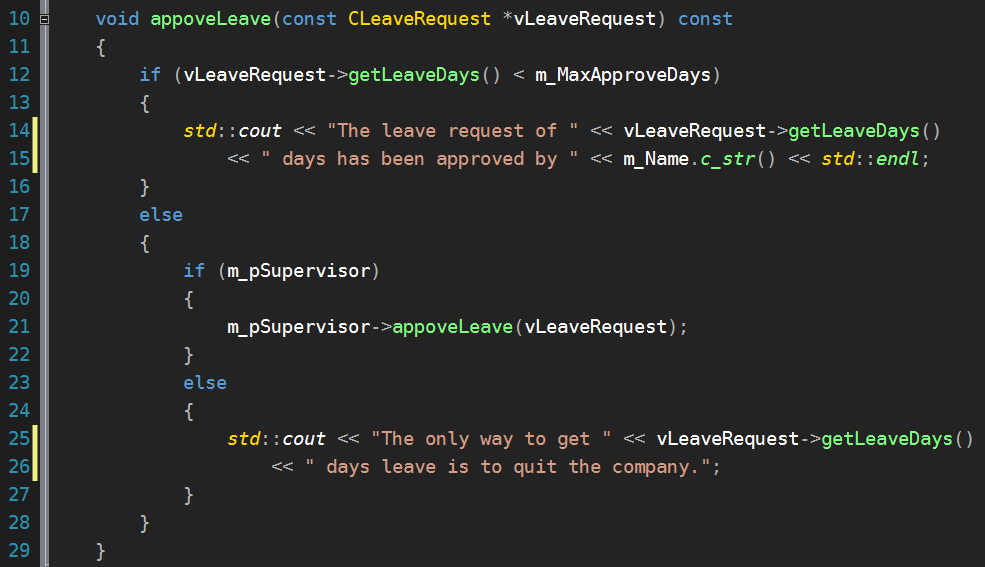 10 void appoveLeave(const CLeaveRequest *vLeaveRequest) const
11 {
12 if (vLeaveRequest->getLeaveDays() < m_MaxApproveDays)
13 {
14 std::cout << "The leave request of " << vLeaveRequest->getLeaveDays()
15 << " days has been approved by " << m_Name.c_str() << std::endl;
16 }
17 else
18 {
19 if (m_pSupervisor)
20 {
21 m_pSupervisor->appoveLeave(vLeaveRequest);
22 }
23 else
24 {
25 std::cout << "The only way to get " << vLeaveRequest->getLeaveDays()
26 << " days leave is to quit the company.";
27 }
28 }
29 }